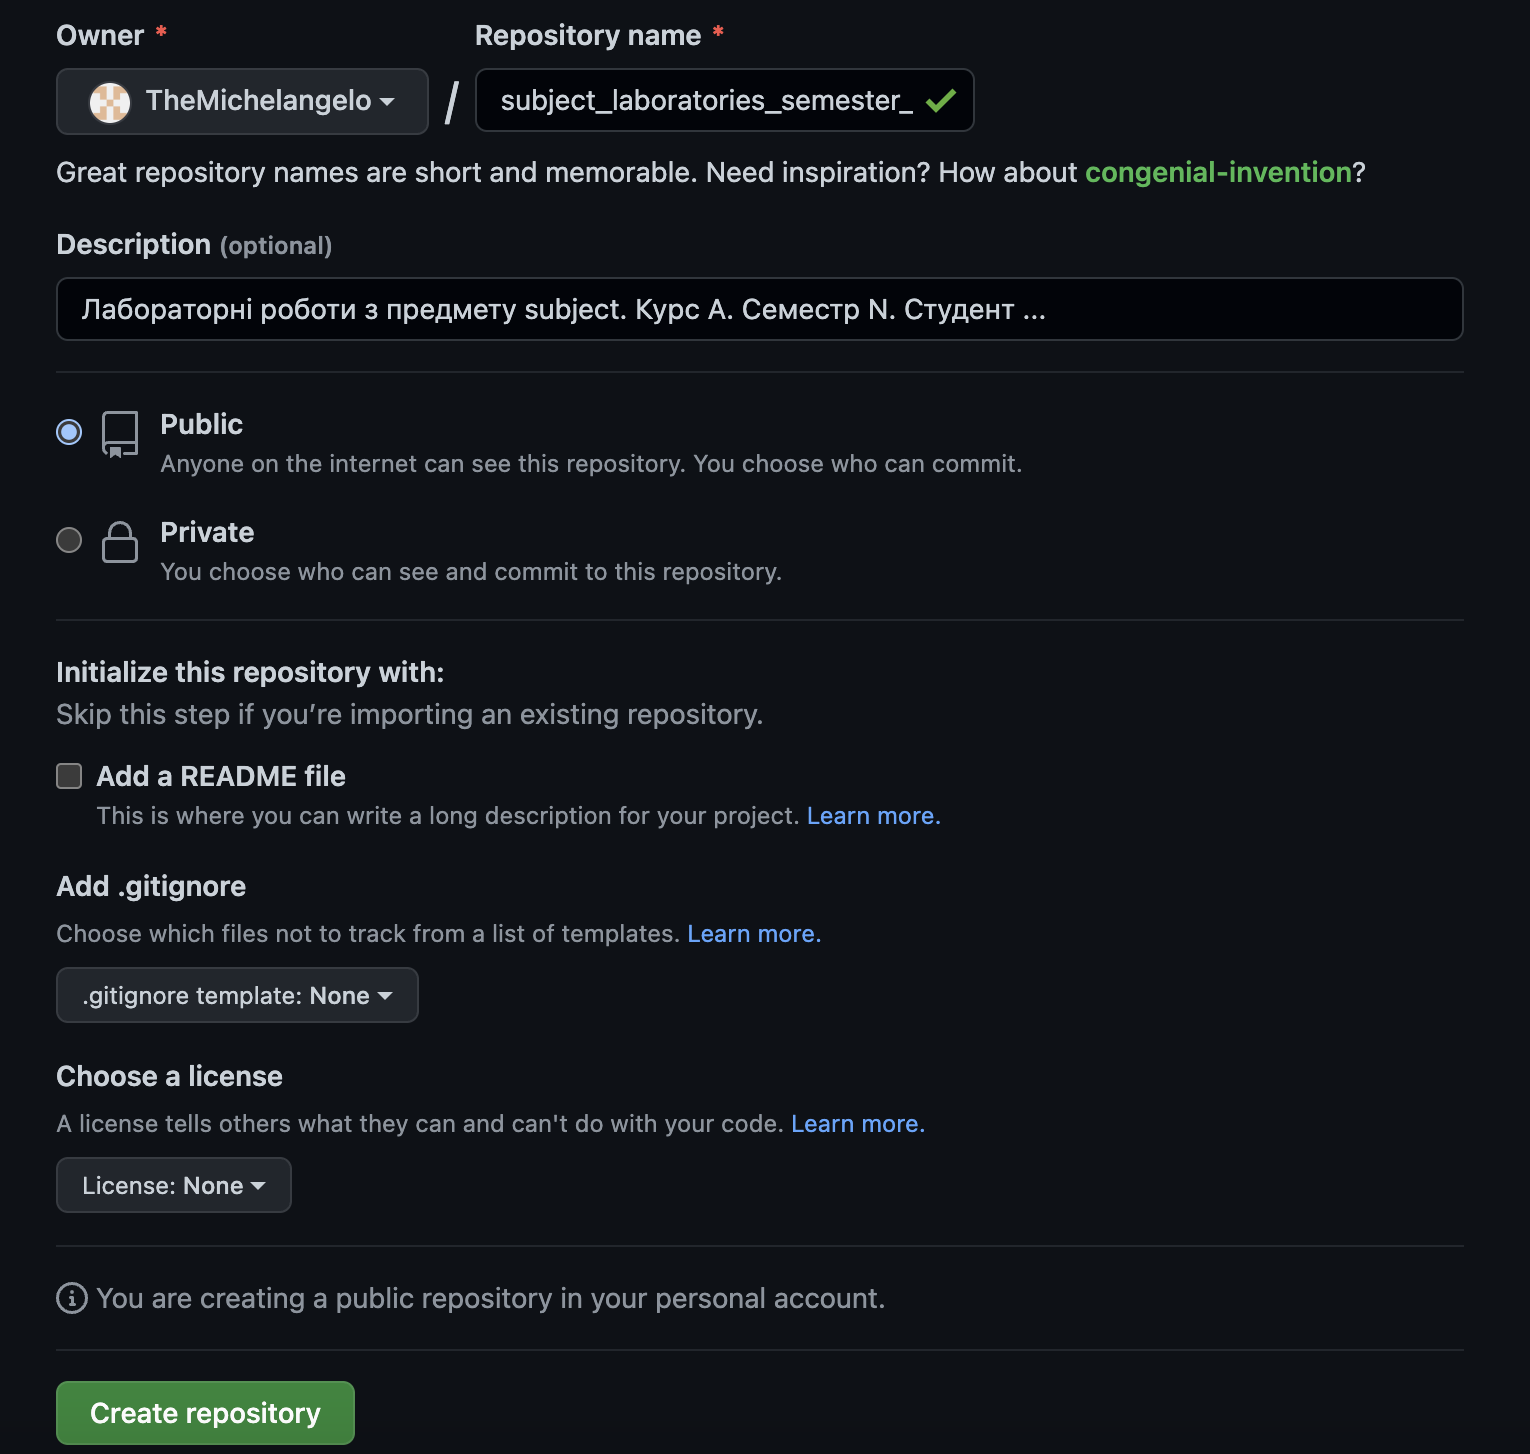 Owner * Repository name *
TheMichelangelo / subject_laboratories_semester_
Great repository names are short and memorable. Need inspiration? How about congenial-invention?
Description (optional)
Лабораторні роботи з предмету subject. Курс А. Семестр N. Студент ...
Public
Anyone on the internet can see this repository. You choose who can commit.
Private
You choose who can see and commit to this repository.
Initialize this repository with:
Skip this step if you’re importing an existing repository.
Add a README file
This is where you can write a long description for your project. Learn more.
Add .gitignore
Choose which files not to track from a list of templates. Learn more.
.gitignore template: None
Choose a license
A license tells others what they can and can't do with your code. Learn more.
License: None
You are creating a public repository in your personal account.
Create repository